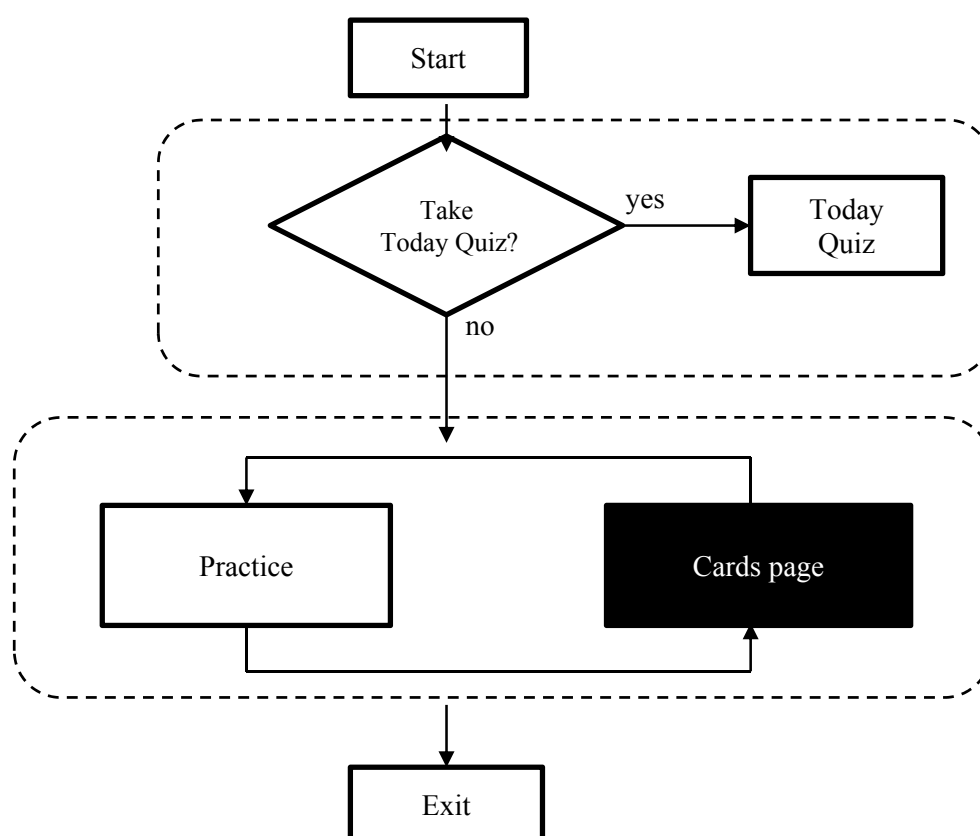 Start
Take
Today Quiz?
yes
Today
Quiz
no
Practice
Cards page
Exit